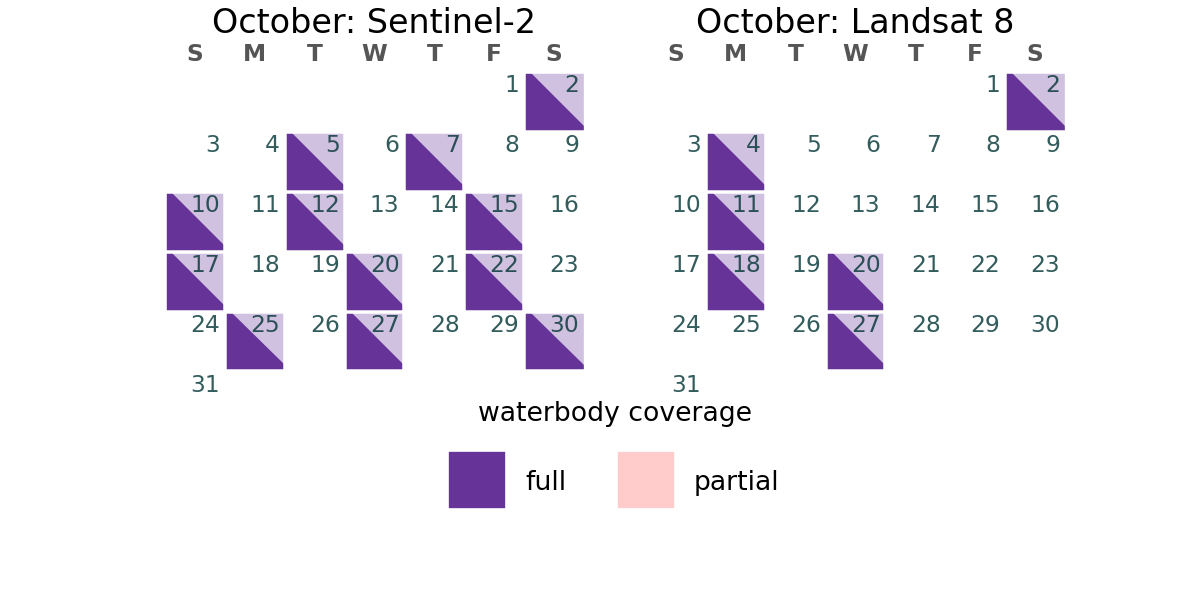 October: Sentinel-2
S M T W T F S
1 2
3 4 5 6 7 8 9
10 11 12 13 14 15 16
17 18 19 20 21 22 23
24 25 26 27 28 29 30
31
October: Landsat 8
S M T W T F S
1 2
3 4 5 6 7 8 9
10 11 12 13 14 15 16
17 18 19 20 21 22 23
24 25 26 27 28 29 30
31
waterbody coverage
full partial